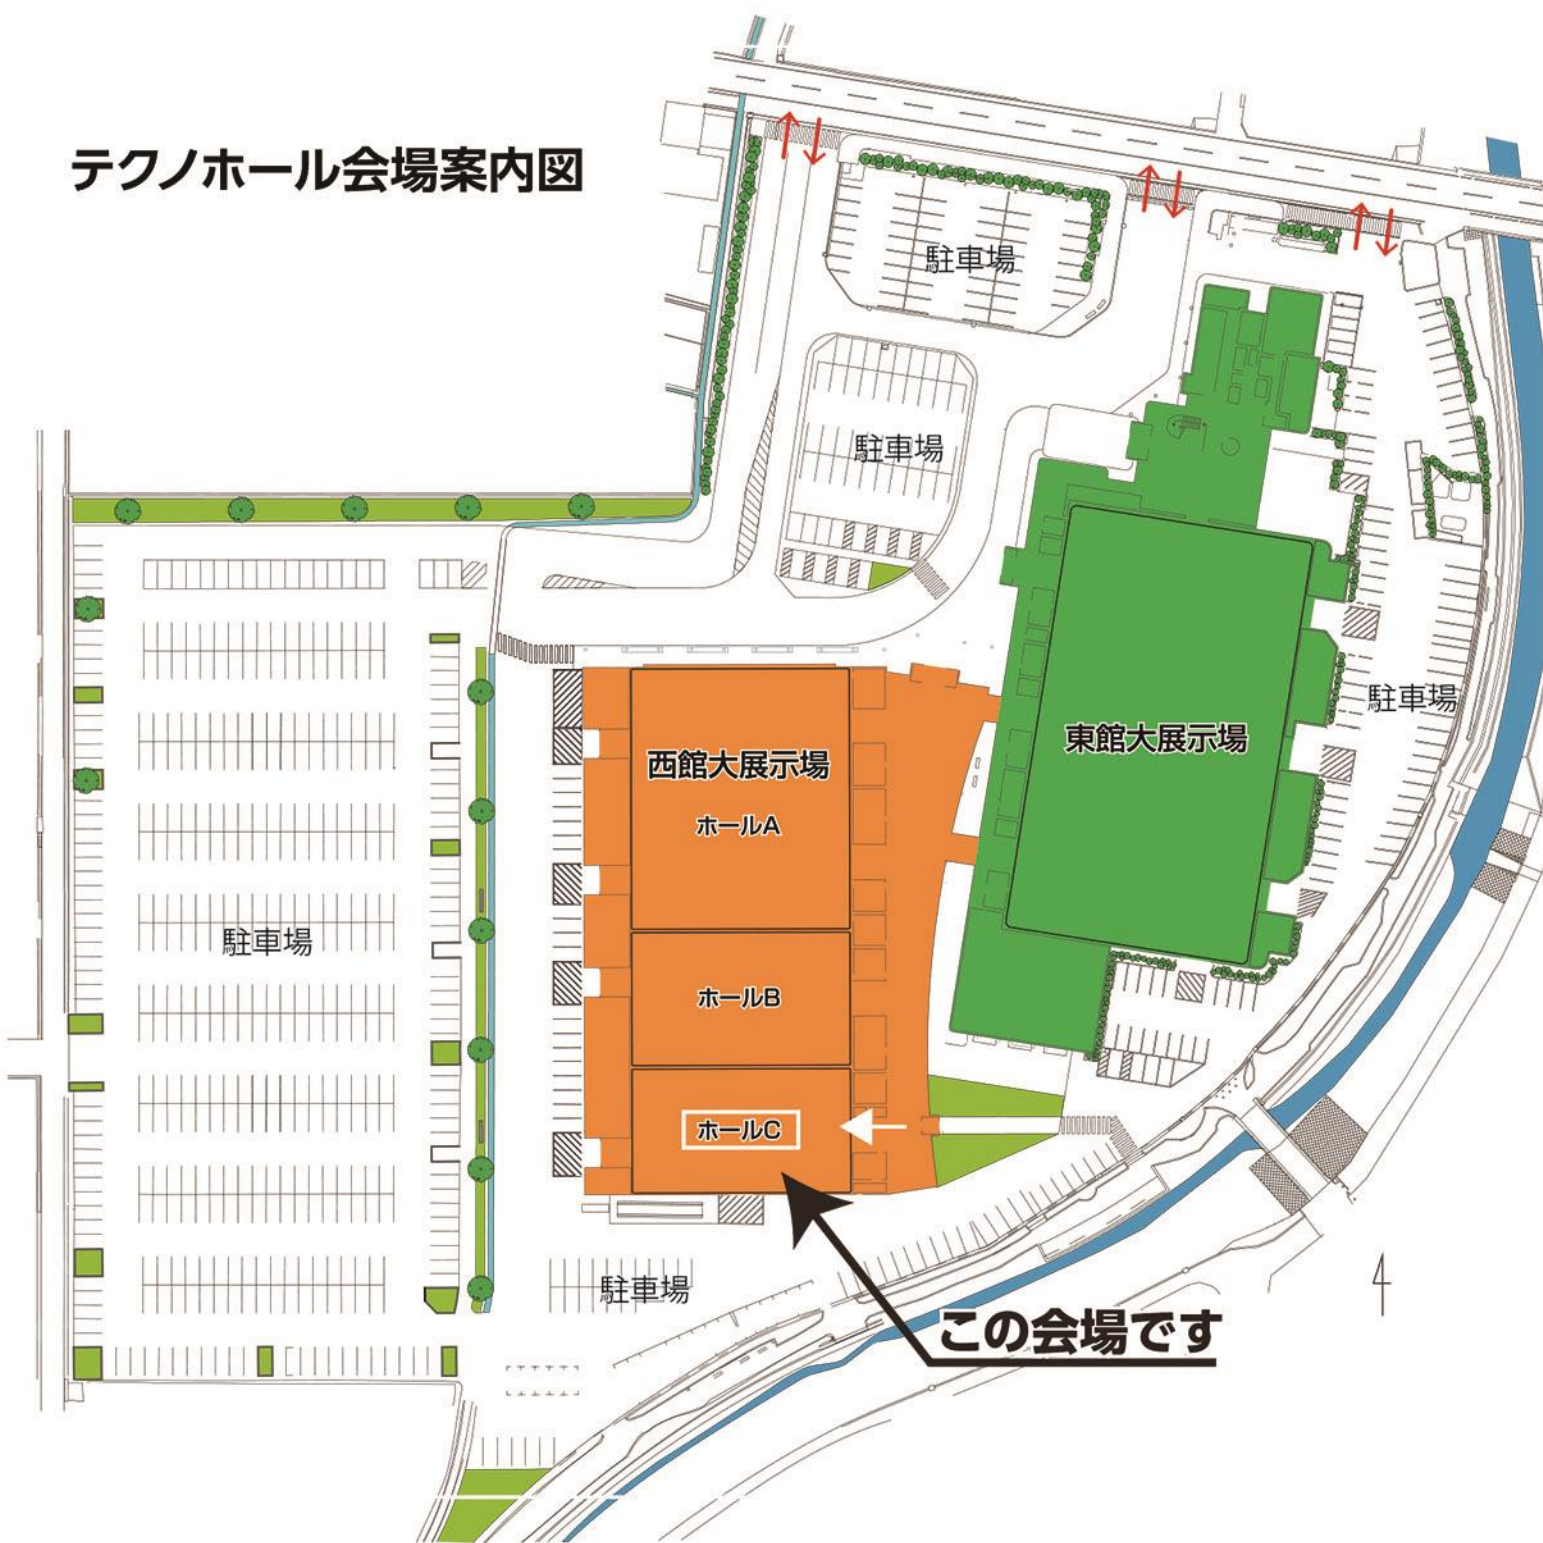 テクノホール会場案内図
駐車場
駐車場
駐車場
東館大展示場
西館大展示場
ホールA
駐車場
ホールB
ホールC
駐車場
この会場です